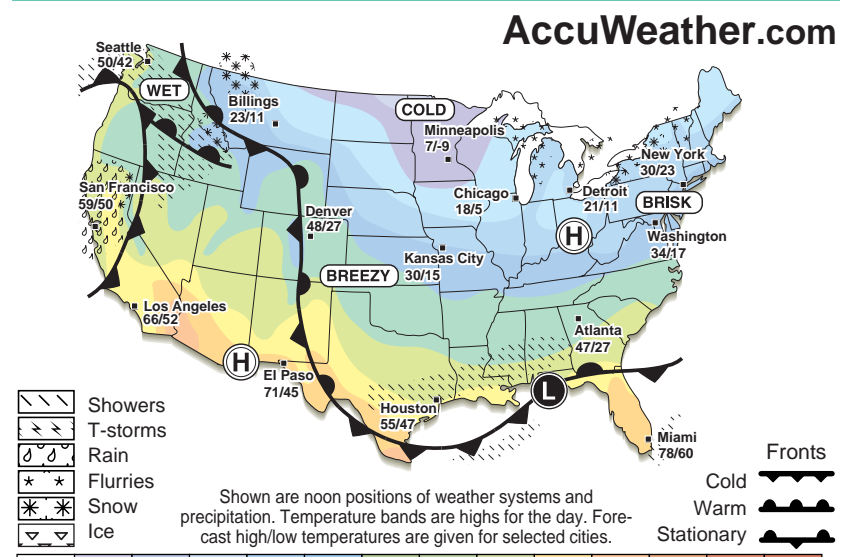 AccuWeather.com
Seattle
50/42
WET
Billings
23/11
COLD
Minneapolis
7/-9
New York
30/23
San Francisco
59/50
Chicago
18/5
Detroit
21/11
BRISK
Denver
48/27
H
Washington
34/17
Kansas City
30/15
BREEZY
Los Angeles
66/52
Atlanta
47/27
H
El Paso
71/45
L
Houston
55/47
Miami
78/60
Showers
T-storms
Rain
Flurries
Snow
Ice
Shown are noon positions of weather systems and
precipitation. Temperature bands are highs for the day. Fore-
cast high/low temperatures are given for selected cities.
Fronts
Cold
Warm
Stationary